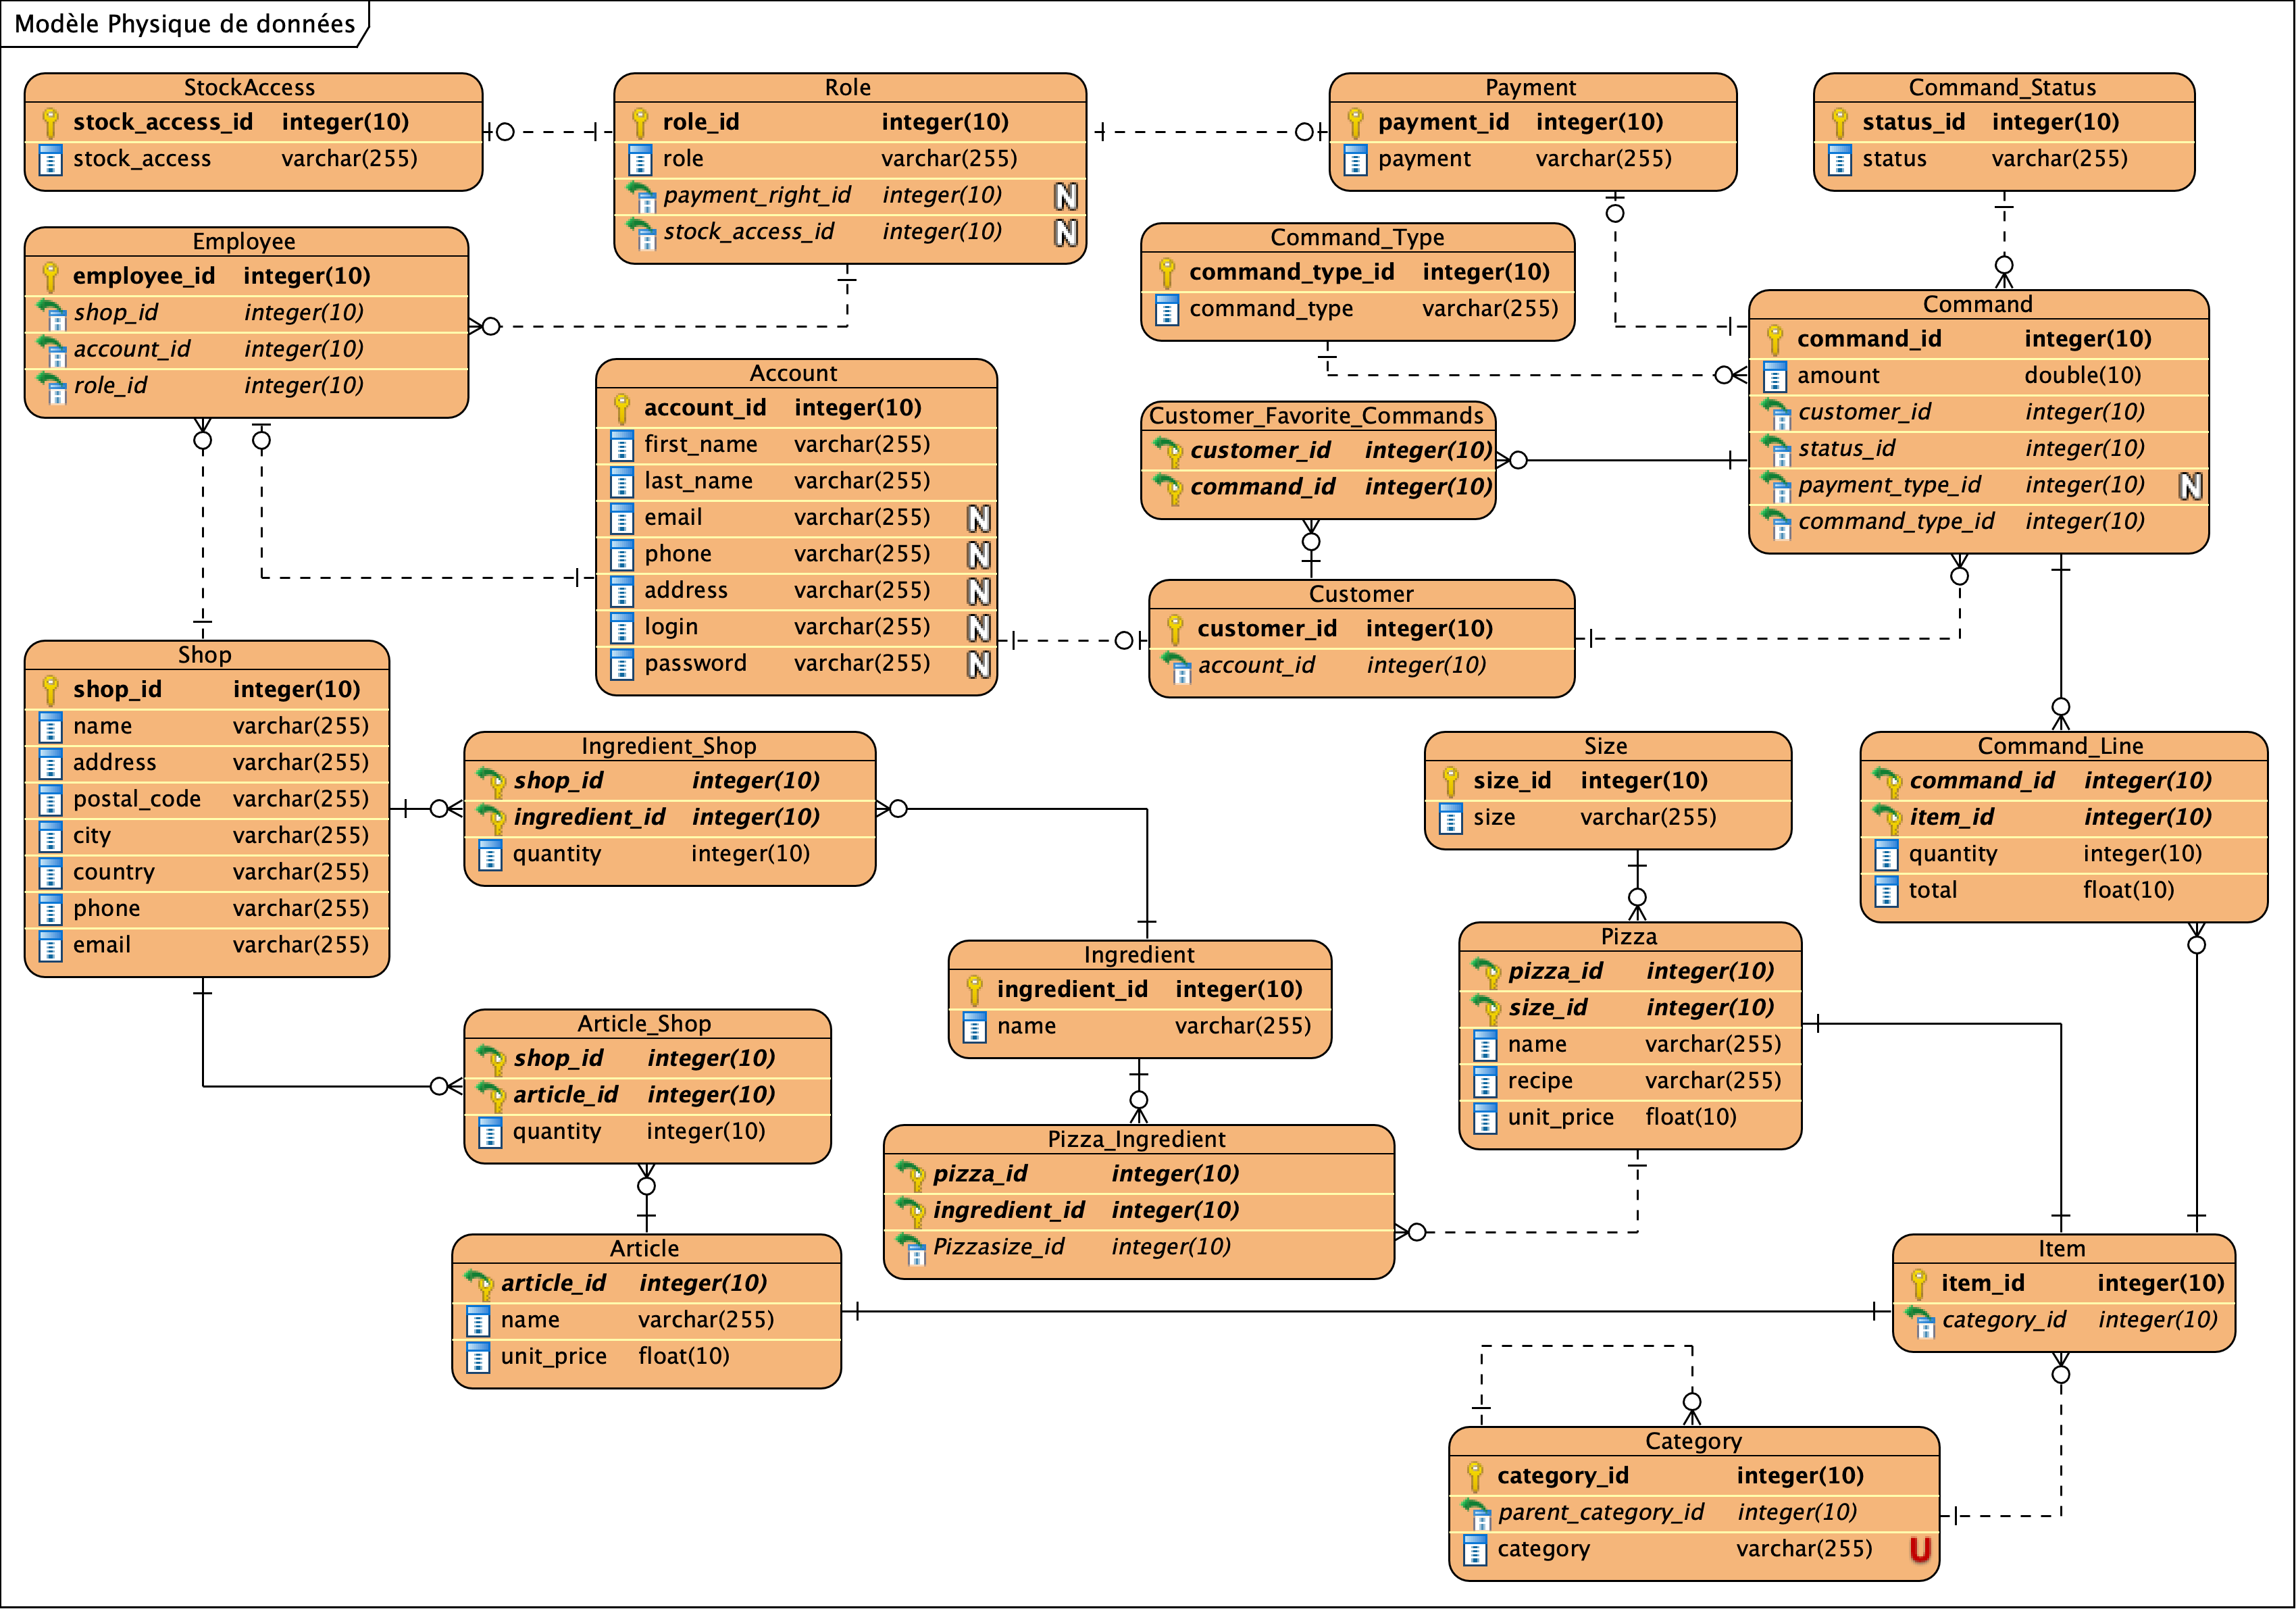 Modèle Physique de données
StockAccess
stock_access_id integer(10)
stock_access varchar(255)
Role
role_id integer(10)
role varchar(255)
payment_right_id integer(10) N
stock_access_id integer(10) N
Payment
payment_id integer(10)
payment varchar(255)
Command_Status
status_id integer(10)
status varchar(255)
Employee
employee_id integer(10)
shop_id integer(10)
account_id integer(10)
role_id integer(10)
Command_Type
command_type_id integer(10)
command_type varchar(255)
Command
command_id integer(10)
amount double(10)
customer_id integer(10)
status_id integer(10)
payment_type_id integer(10) N
command_type_id integer(10)
Account
account_id integer(10)
first_name varchar(255)
last_name varchar(255)
email varchar(255) N
phone varchar(255) N
address varchar(255) N
login varchar(255) N
password varchar(255) N
Customer_Favorite_Commands
customer_id integer(10)
command_id integer(10)
Customer
customer_id integer(10)
account_id integer(10)
Shop
shop_id integer(10)
name varchar(255)
address varchar(255)
postal_code varchar(255)
city varchar(255)
country varchar(255)
phone varchar(255)
email varchar(255)
Ingredient_Shop
shop_id integer(10)
ingredient_id integer(10)
quantity integer(10)
Size
size_id integer(10)
size varchar(255)
Command_Line
command_id integer(10)
item_id integer(10)
quantity integer(10)
total float(10)
Pizza
pizza_id integer(10)
size_id integer(10)
name varchar(255)
recipe varchar(255)
unit_price float(10)
Ingredient
ingredient_id integer(10)
name varchar(255)
Article_Shop
shop_id integer(10)
article_id integer(10)
quantity integer(10)
Pizza_Ingredient
pizza_id integer(10)
ingredient_id integer(10)
Pizzasize_id integer(10)
Article
article_id integer(10)
name varchar(255)
unit_price float(10)
Item
item_id integer(10)
category_id integer(10)
Category
category_id integer(10)
parent_category_id integer(10)
category varchar(255) U